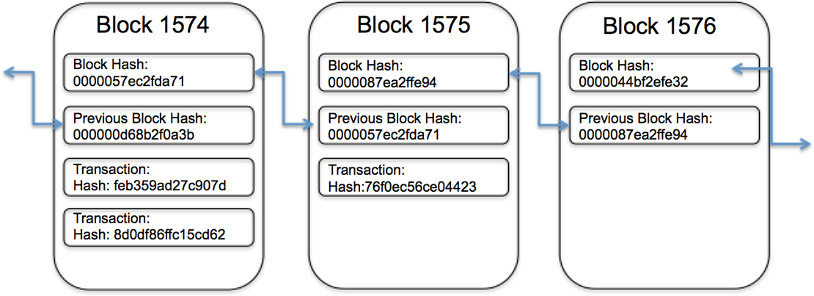 Block 1574
Block Hash:
0000057ec2fda71
Previous Block Hash:
000000d68b2f0a3b
Transaction:
Hash: feb359ad27c907d
Transaction:
Hash: 8d0df86ffc15cd62
Block 1575
Block Hash:
0000087ea2ffe94
Previous Block Hash:
0000057ec2fda71
Transaction:
Hash:76f0ec56ce04423
Block 1576
Block Hash:
0000044bf2efe32
Previous Block Hash:
0000087ea2ffe94